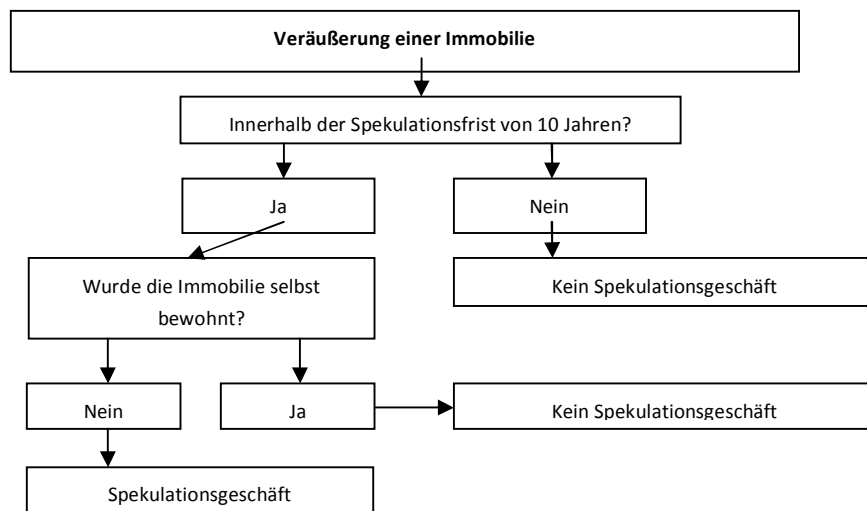 Veräußerung einer Immobilie
Innerhalb der Spekulationsfrist von 10 Jahren?
Ja
Nein
Wurde die Immobilie selbst
bewohnt?
Kein Spekulationsgeschäft
Nein
Ja
Kein Spekulationsgeschäft
Spekulationsgeschäft